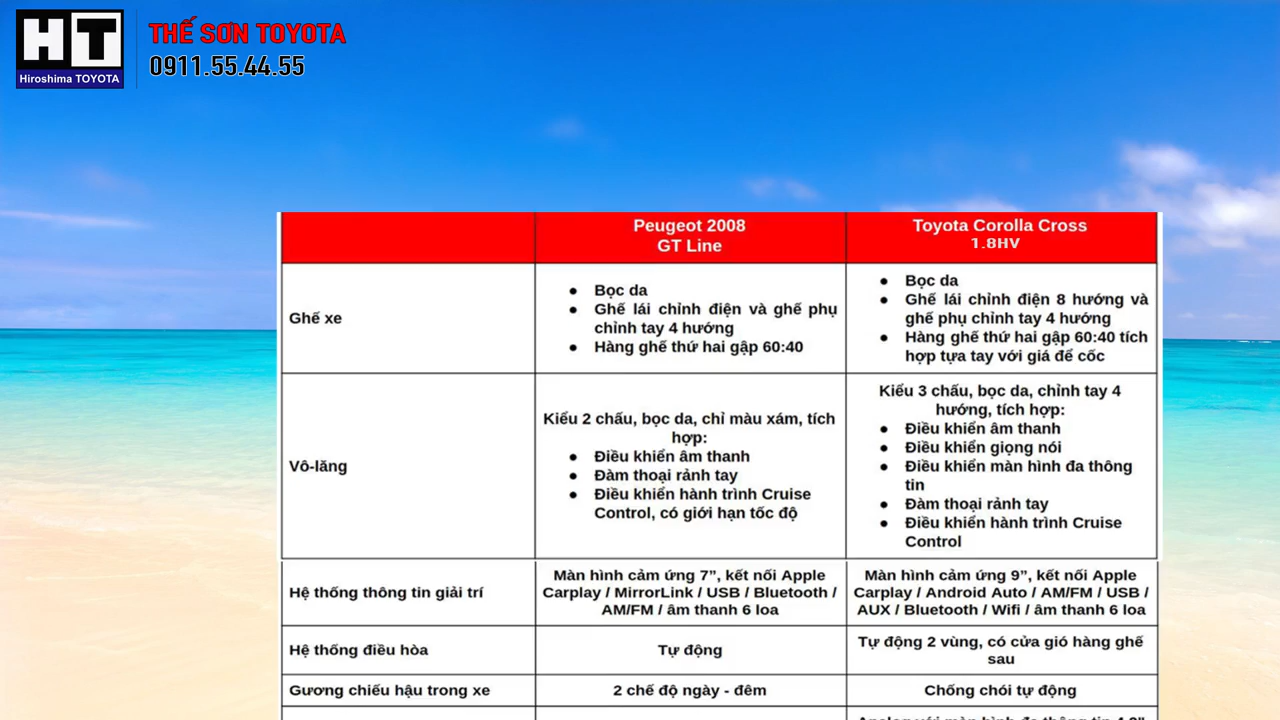 HT
Hiroshima TOYOTA
THẾ SƠN TOYOTA
0911.55.44.55
Peugeot 2008
GT Line
Toyota Corolla Cross
1.8HV
Ghế xe
● Bọc da
● Ghế lái chỉnh điện và ghế phụ
chỉnh tay 4 hướng
● Hàng ghế thứ hai gập 60:40
● Bọc da
● Ghế lái chỉnh điện 8 hướng và
ghế phụ chỉnh tay 4 hướng
● Hàng ghế thứ hai gập 60:40 tích
hợp tựa tay với giá để cốc
Vô-lăng
Kiểu 2 chấu, bọc da, chỉ màu xám, tích
hợp:
● Điều khiển âm thanh
● Đàm thoại rảnh tay
● Điều khiển hành trình Cruise
Control, có giới hạn tốc độ
Kiểu 3 chấu, bọc da, chỉnh tay 4
hướng, tích hợp:
● Điều khiển âm thanh
● Điều khiển giọng nói
● Điều khiển màn hình đa thông
tin
● Đàm thoại rảnh tay
● Điều khiển hành trình Cruise
Control
Hệ thống thông tin giải trí
Màn hình cảm ứng 7”, kết nối Apple
Carplay / MirrorLink / USB / Bluetooth /
AM/FM / âm thanh 6 loa
Màn hình cảm ứng 9”, kết nối Apple
Carplay / Android Auto / AM/FM / USB /
AUX / Bluetooth / Wifi / âm thanh 6 loa
Hệ thống điều hòa
Tự động
Tự động 2 vùng, có cửa gió hàng ghế
sau
Gương chiếu hậu trong xe
2 chế độ ngày - đêm
Chống chói tự động